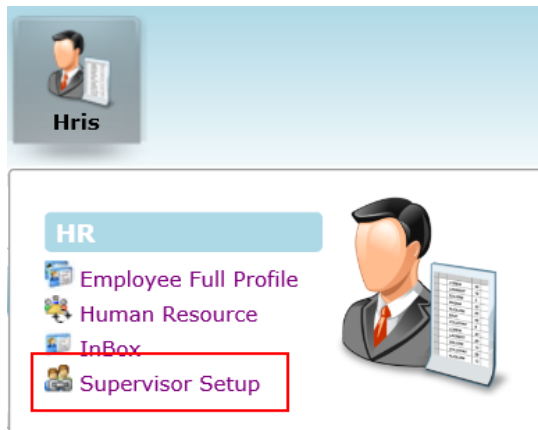 Hris
HR
Employee Full Profile
Human Resource
InBox
Supervisor Setup